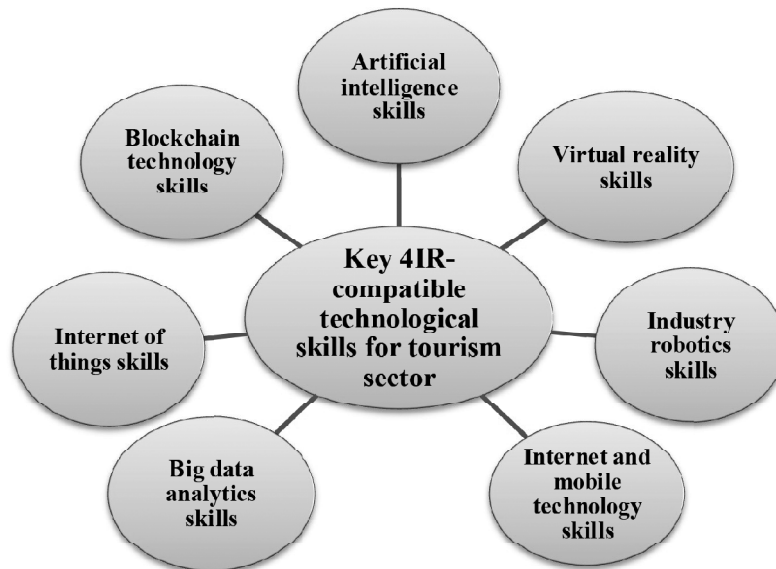 Artificial
intelligence
skills
Blockchain
technology
skills
Virtual reality
skills
Key 4IR-
compatible
technological
skills for tourism
sector
Internet of
things skills
Industry
robotics
skills
Big data
analytics
skills
Internet and
mobile
technology
skills